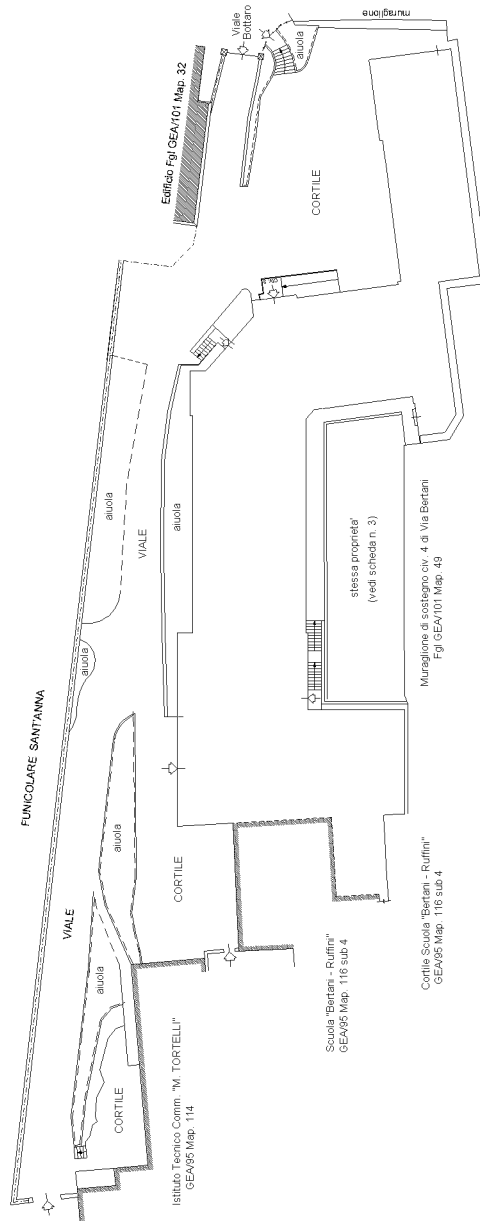 FUNICOLARE SANT'ANNA
Edificio Fgl GEA/101 Map. 32
Viale
Bottaro
muraglione
aiuola
CORTILE
aiuola
VIALE
aiuola
aiuola
stessa proprieta'
(vedi scheda n. 3)
Muraglione di sostegno civ. 4 di Via Bertani
Fgl GEA/101 Map. 49
VIALE
aiuola
CORTILE
aiuola
CORTILE
Istituto Tecnico Comm. "M. TORTELLI"
GEA/95 Map. 114
Scuola "Bertani - Ruffini"
GEA/95 Map. 116 sub 4
Cortile Scuola "Bertani - Ruffini"
GEA/95 Map. 116 sub 4